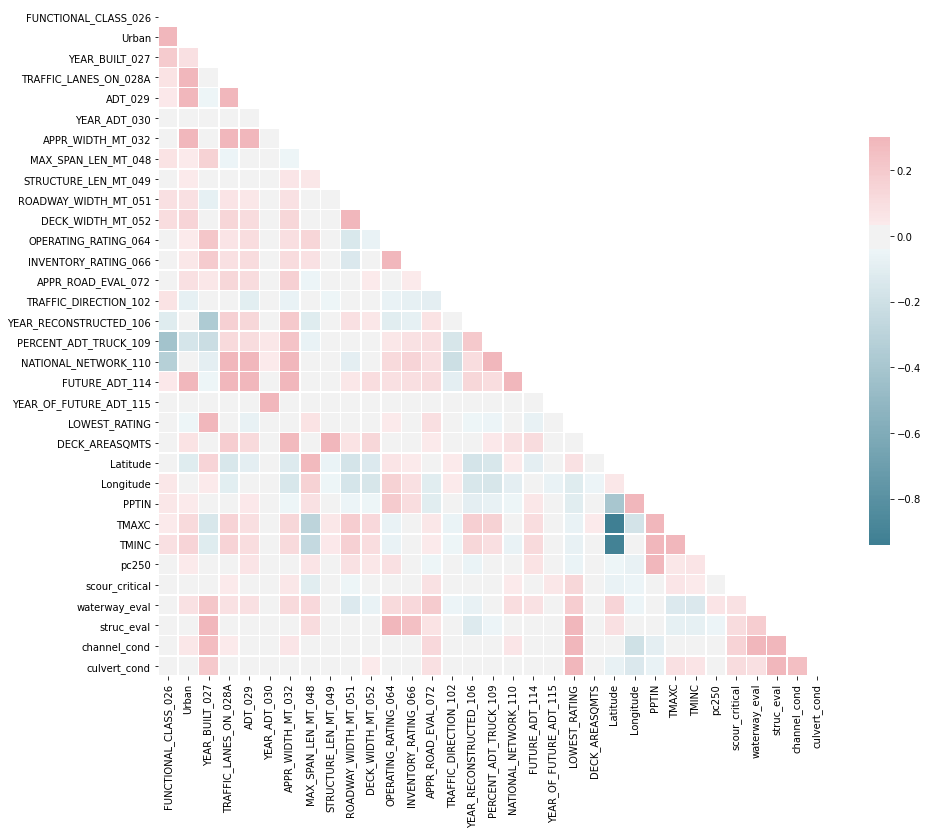 FUNCTIONAL_CLASS_026
Urban
YEAR_BUILT_027
TRAFFIC_LANES_ON_028A
ADT_029
YEAR_ADT_030
APPR_WIDTH_MT_032
MAX_SPAN_LEN_MT_048
STRUCTURE_LEN_MT_049
ROADWAY_WIDTH_MT_051
DECK_WIDTH_MT_052
OPERATING_RATING_064
INVENTORY_RATING_066
APPR_ROAD_EVAL_072
TRAFFIC_DIRECTION_102
YEAR_RECONSTRUCTED_106
PERCENT_ADT_TRUCK_109
NATIONAL_NETWORK_110
FUTURE_ADT_114
YEAR_OF_FUTURE_ADT_115
LOWEST_RATING
DECK_AREASQMTS
Latitude
Longitude
PPTIN
TMAXC
TMINC
pc250
scour_critical
waterway_eval
struc_eval
channel_cond
culvert_cond
FUNCTIONAL_CLASS_026
Urban
YEAR_BUILT_027
TRAFFIC_LANES_ON_028A
ADT_029
YEAR_ADT_030
APPR_WIDTH_MT_032
MAX_SPAN_LEN_MT_048
STRUCTURE_LEN_MT_049
ROADWAY_WIDTH_MT_051
DECK_WIDTH_MT_052
OPERATING_RATING_064
INVENTORY_RATING_066
APPR_ROAD_EVAL_072
TRAFFIC_DIRECTION_102
YEAR_RECONSTRUCTED_106
PERCENT_ADT_TRUCK_109
NATIONAL_NETWORK_110
FUTURE_ADT_114
YEAR_OF_FUTURE_ADT_115
LOWEST_RATING
DECK_AREASQMTS
Latitude
Longitude
PPTIN
TMAXC
TMINC
pc250
scour_critical
waterway_eval
struc_eval
channel_cond
culvert_cond
0.2
0.0
−0.2
−0.4
−0.6
−0.8